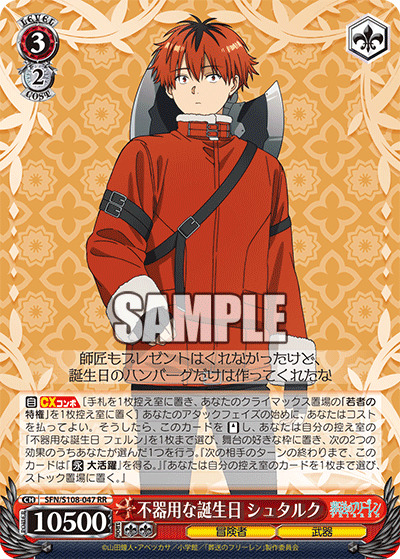 LEVEL
3
2
COST
SAMPLE
師匠もプレゼントはくれなかったけど、
誕生日のハンバーグだけは作ってくれたな
自 CXコンボ 【手札を1枚控え室に置き、あなたのクライマックス置場の「若者の
特権」を1枚控え室に置く】 あなたのアタックフェイズの始めに、あなたはコスト
を払ってよい。そうしたら、このカードを し、あなたは自分の控え室の
「不器用な誕生日 フェルン」を1枚まで選び、舞台の好きな枠に置き、次の2つの
効果のうちあなたが選んだ1つを行う。『次の相手のターンの終わりまで、この
カードは『永 大活躍』を得る。』『あなたは自分の控え室のカードを1枚まで選び、
ストック置場に置く。』
CH SFN/S108-047 RR
10500
不器用な誕生日 シュタルク
葬送のフリーレン
冒険者
武器
©山田鐘人・アベツカサ/小学館/「葬送のフリーレン」製作委員会